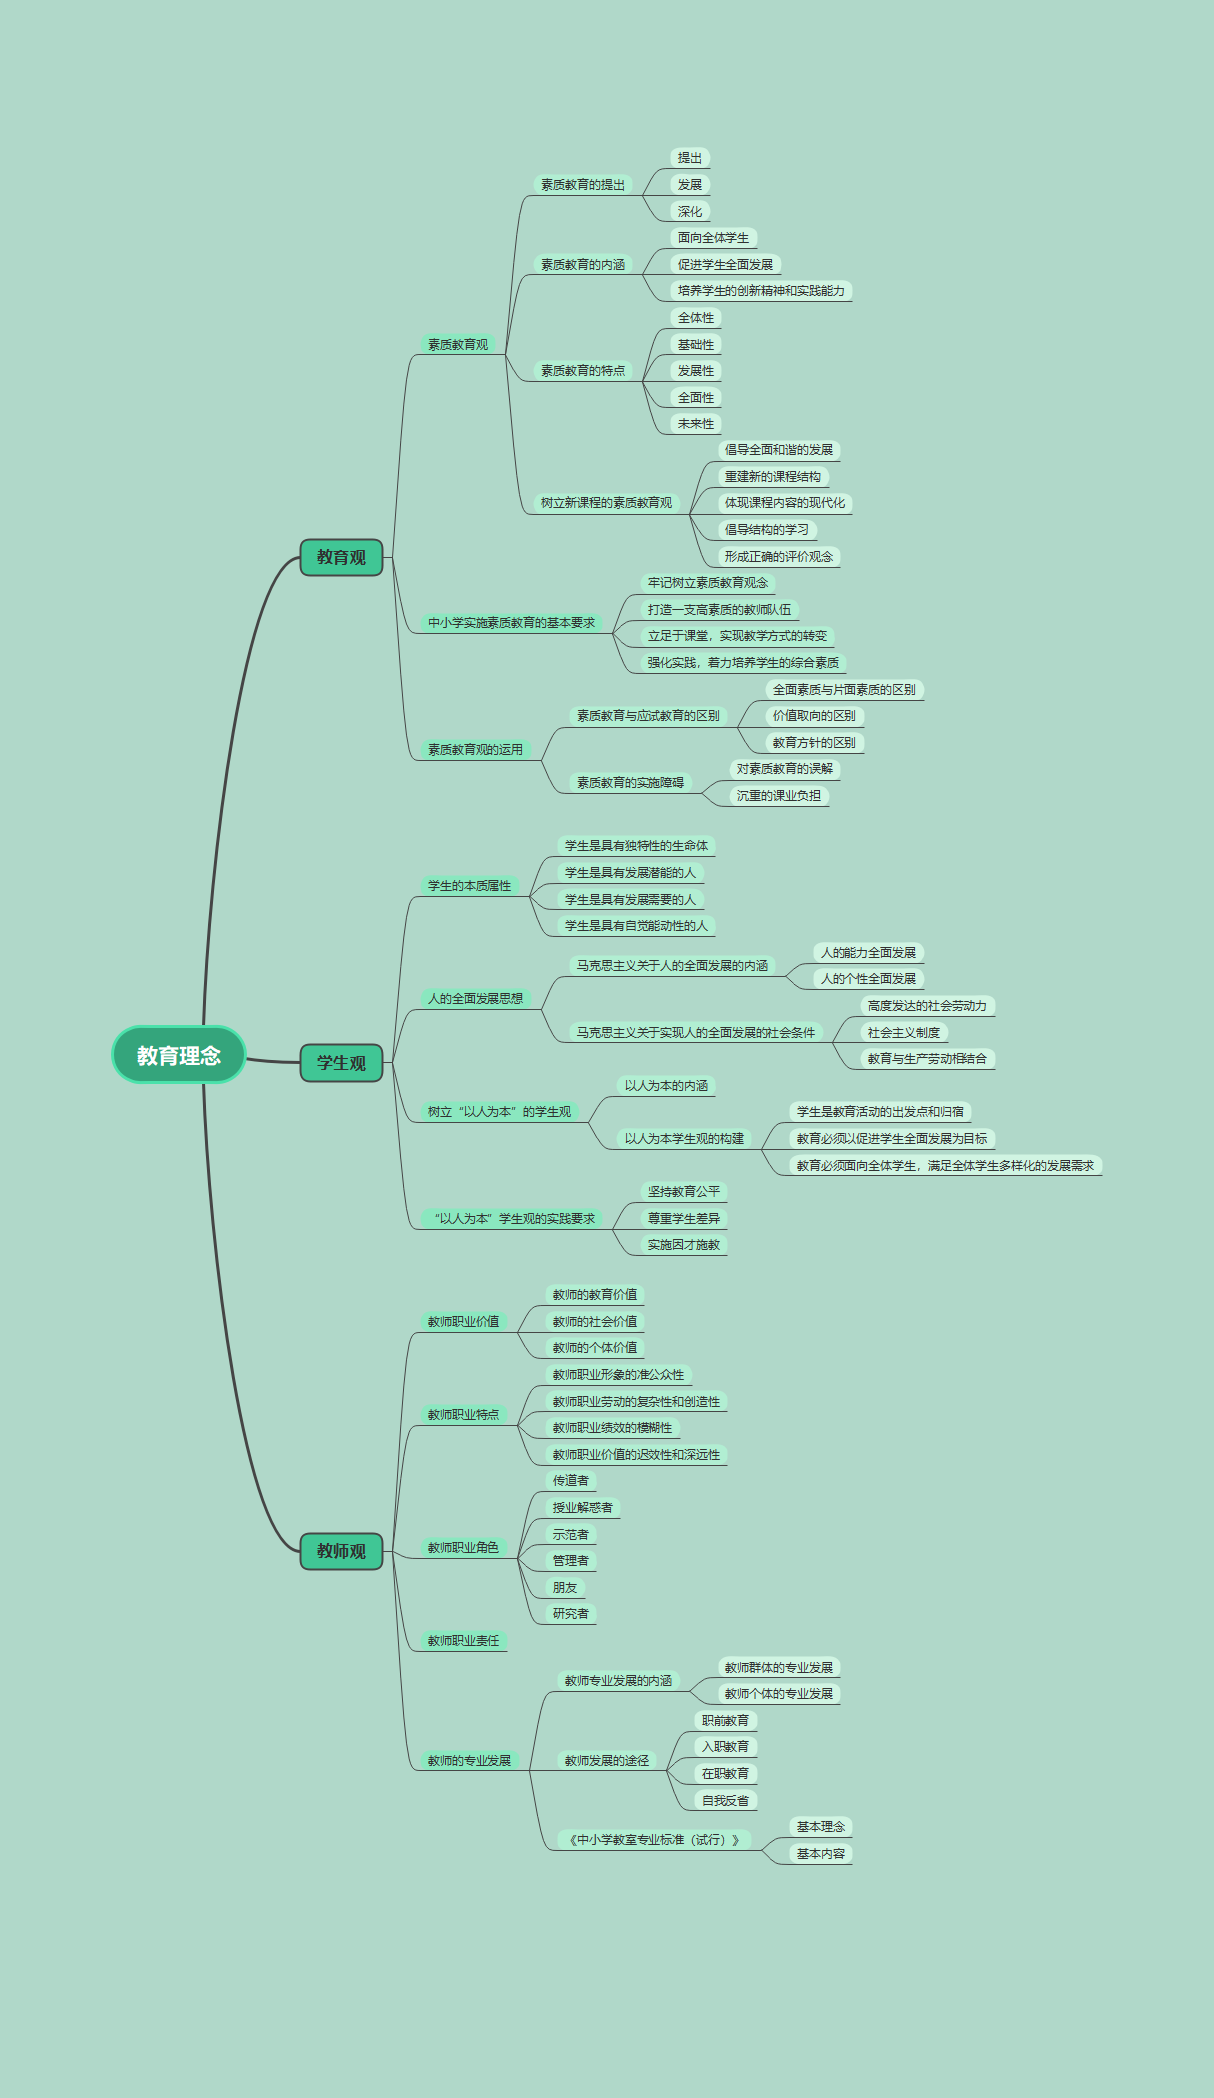 教育理念
教育观
素质教育观
素质教育的提出
提出
发展
深化
素质教育的内涵
面向全体学生
促进学生全面发展
培养学生的创新精神和实践能力
素质教育的特点
全体性
基础性
发展性
全面性
未来性
树立新课程的素质教育观
倡导全面和谐的发展
重建新的课程结构
体现课程内容的现代化
倡导结构的学习
形成正确的评价观念
中小学实施素质教育的基本要求
牢记树立素质教育观念
打造一支高素质的教师队伍
立足于课堂，实现教学方式的转变
强化实践，着力培养学生的综合素质
素质教育观的运用
素质教育与应试教育的区别
全面素质与片面素质的区别
价值取向的区别
教育方针的区别
素质教育的实施障碍
对素质教育的误解
沉重的课业负担
学生观
学生的本质属性
学生是具有独特性的生命体
学生是具有发展潜能的人
学生是具有发展需要的人
学生是具有自觉能动性的人
人的全面发展思想
马克思主义关于人的全面发展的内涵
人的能力全面发展
人的个性全面发展
马克思主义关于实现人的全面发展的社会条件
高度发达的社会劳动力
社会主义制度
教育与生产劳动相结合
树立“以人为本”的学生观
以人为本的内涵
以人为本学生观的构建
学生是教育活动的出发点和归宿
教育必须以促进学生全面发展为目标
教育必须面向全体学生，满足全体学生多样化的发展需求
“以人为本”学生观的实践要求
坚持教育公平
尊重学生差异
实施因才施教
教师观
教师职业价值
教师的教育价值
教师的社会价值
教师的个体价值
教师职业特点
教师职业形象的准公众性
教师职业劳动的复杂性和创造性
教师职业绩效的模糊性
教师职业价值的迟效性和深远性
教师职业角色
传道者
授业解惑者
示范者
管理者
朋友
研究者
教师职业责任
教师的专业发展
教师专业发展的内涵
教师群体的专业发展
教师个体的专业发展
教师发展的途径
职前教育
入职教育
在职教育
自我反省
《中小学教室专业标准（试行）》
基本理念
基本内容